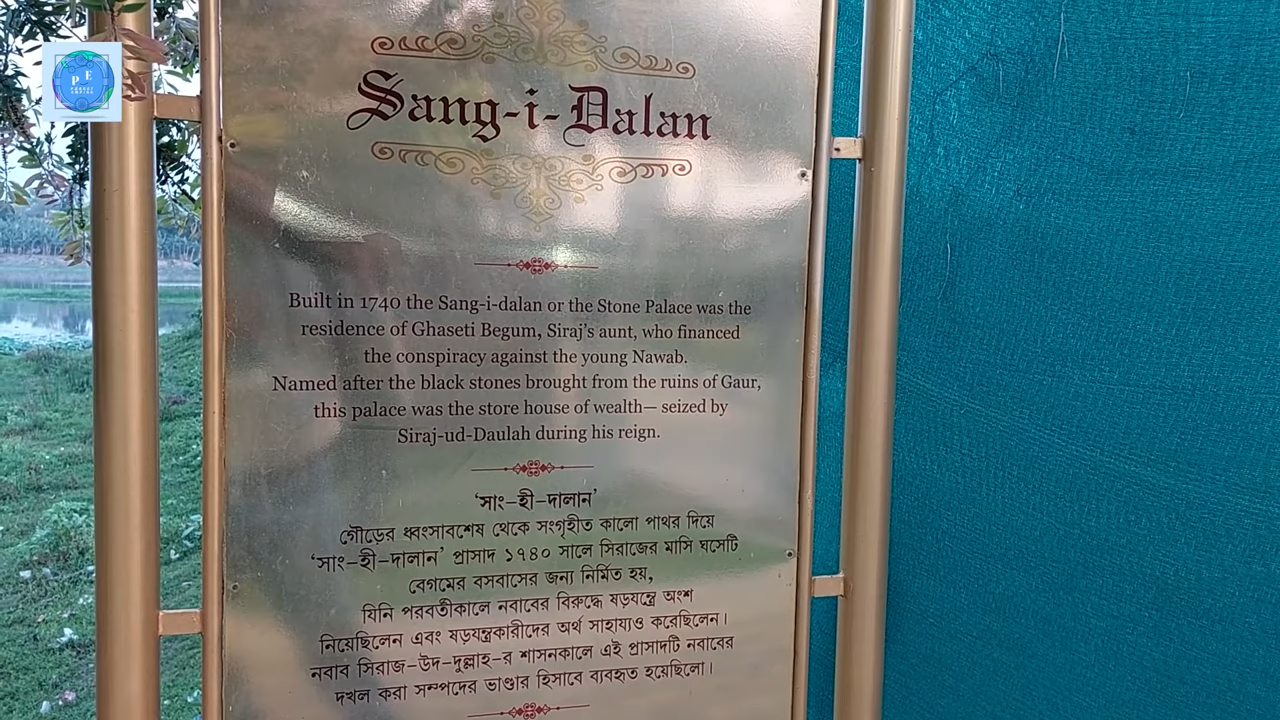 P E
POCKET
EMPIRE
Sang-i-Dalan
Built in 1740 the Sang-i-dalan or the Stone Palace was the
residence of Ghaseti Begum, Siraj's aunt, who financed
the conspiracy against the young Nawab.
Named after the black stones brought from the ruins of Gaur,
this palace was the store house of wealth— seized by
Siraj-ud-Daulah during his reign.
‘সাং–হী–দালান’
গৌড়ের ধ্বংসাবশেষ থেকে সংগৃহীত কালো পাথর দিয়ে
‘সাং–হী–দালান’ প্রাসাদ ১৭৪০ সালে সিরাজের মাসি ঘসেটি
বেগমের বসবাসের জন্য নির্মিত হয়,
যিনি পরবর্তীকালে নবাবের বিরুদ্ধে ষড়যন্ত্রে অংশ
নিয়েছিলেন এবং ষড়যন্ত্রকারীদের অর্থ সাহায্যও করেছিলেন।
নবাব সিরাজ–উদ–দুল্লাহ–র শাসনকালে এই প্রাসাদটি নবাবের
দখল করা সম্পদের ভাণ্ডার হিসাবে ব্যবহৃত হয়েছিলো।